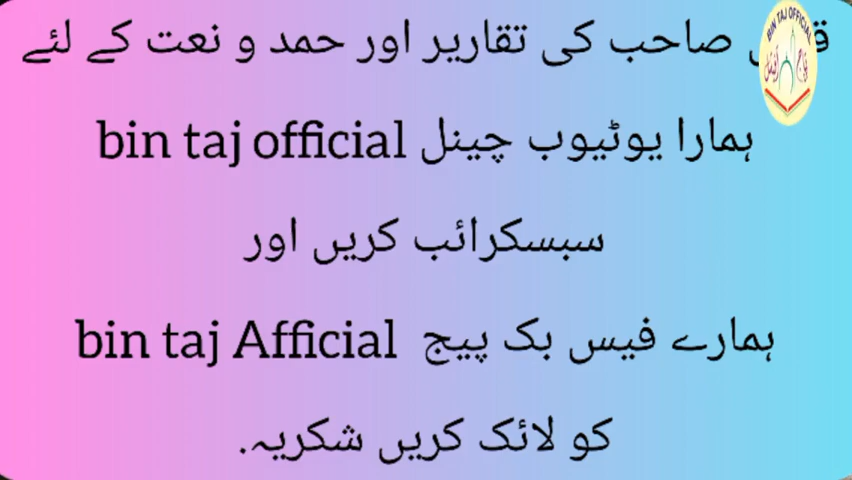 صاحب کی تقاریر اور حمد و نعت کے لئے
ہمارا یوٹیوب چینل bin taj official
سبسکرائب کریں اور
ہمارے فیس بک پیج bin taj Afficial
کو لائک کریں شکریہ.
BIN TAJ OFFICIAL